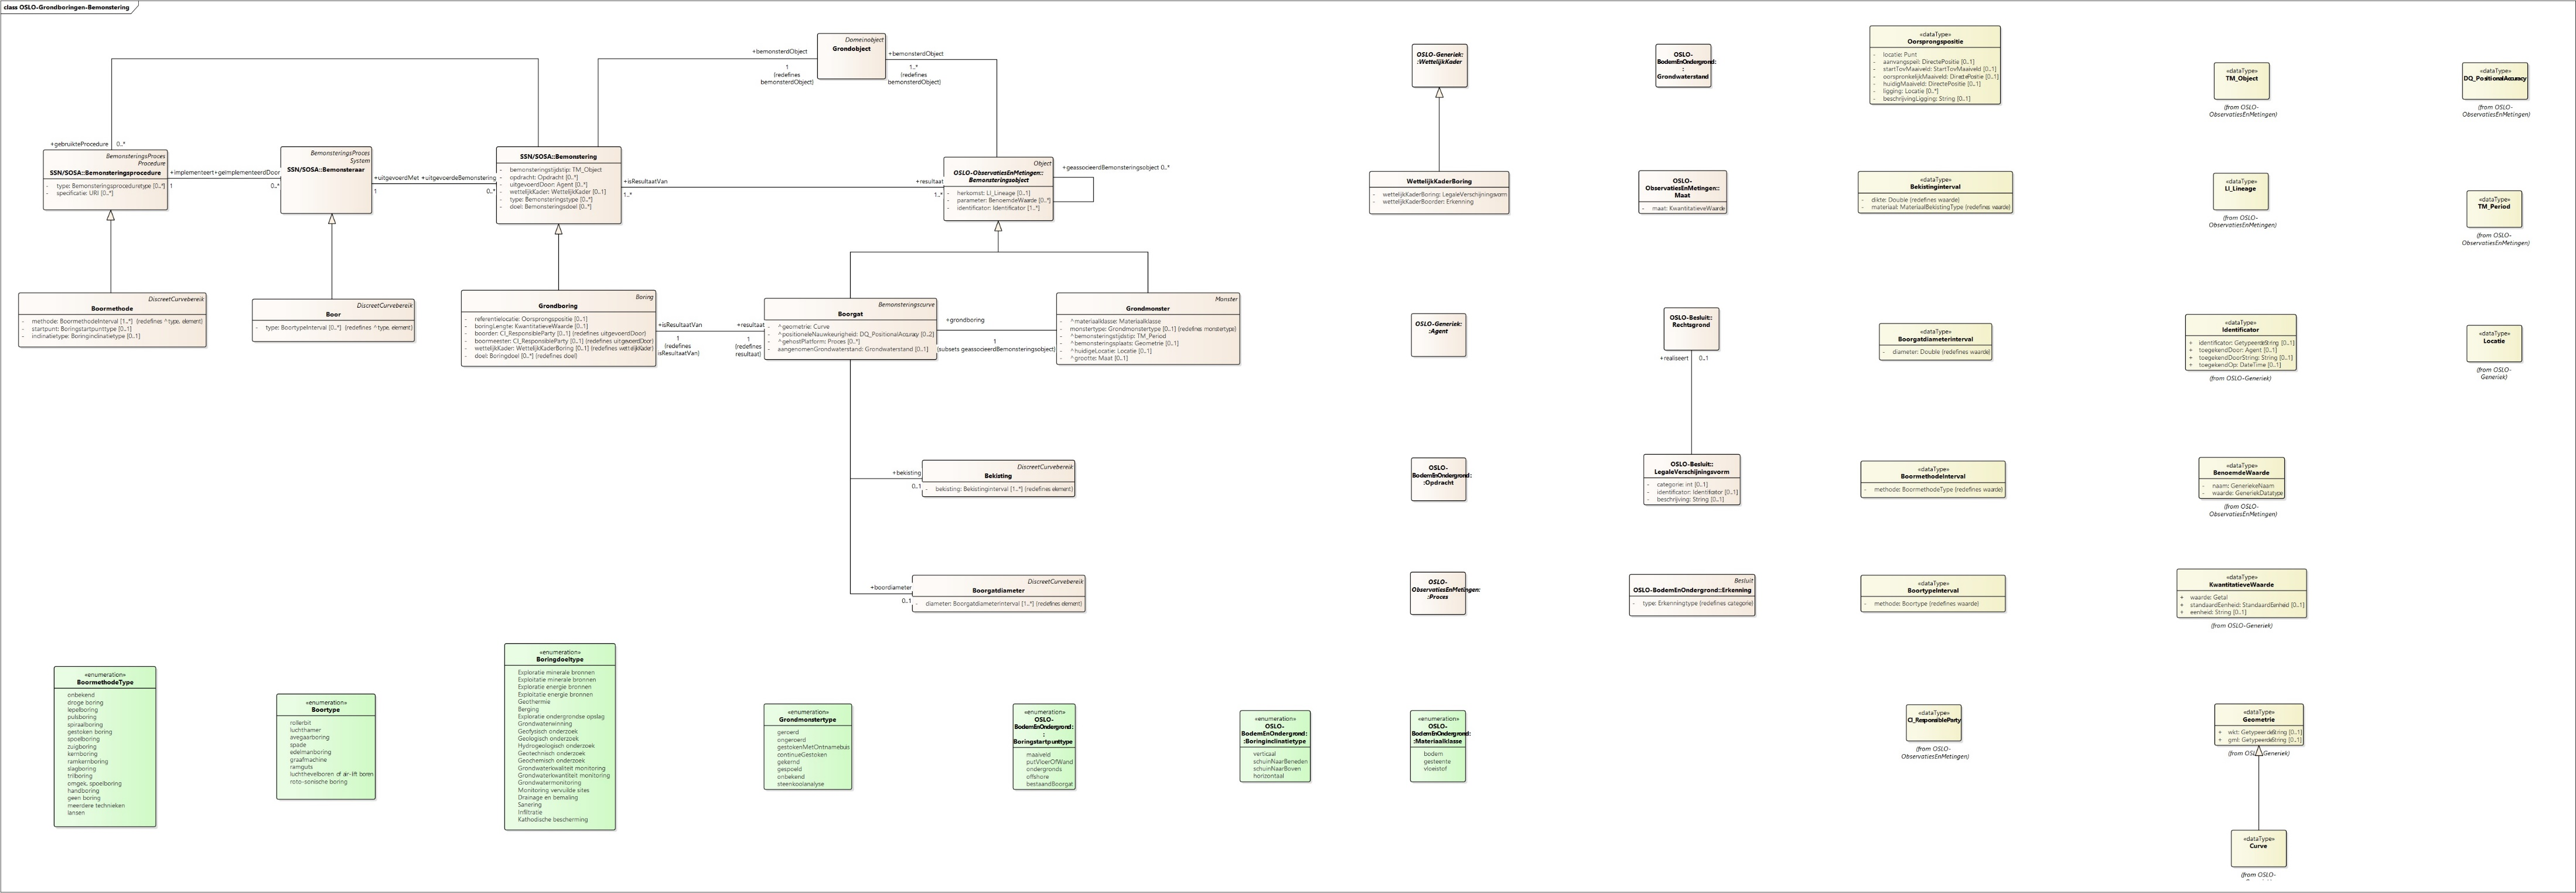 class OSLO-Grondboringen-Bemonstering
Domeinobject
Grondobject
+bemonsterdObject
1
{redefines
bemonsterdObject}
+bemonsterdObject
1..*
{redefines
bemonsterdObject}
+gebruikteProcedure 0..*
BemonsteringsProces
Procedure
SSN/SOSA::Bemonsteringsprocedure
- type: Bemonsteringsproceduretype [0..*]
- specificatie: URI [0..*]
+implementeert
1
+geïmplementeerdDoor
0..*
BemonsteringsProces
System
SSN/SOSA::Bemonsteraar
+uitgevoerdMet
1
+uitgevoerdeBemonstering
0..*
SSN/SOSA::Bemonstering
- bemonsteringstijdstip: TM_Object
- opdracht: Opdracht [0..*]
- uitgevoerdDoor: Agent [0..*]
- wettelijkKader: WettelijkKader [0..1]
- type: Bemonsteringstype [0..*]
- doel: Bemonsteringsdoel [0..*]
+isResultaatVan
1..*
+resultaat
1..*
Object
OSLO-ObservatiesEnMetingen::
Bemonsteringsobject
- herkomst: LI_Lineage [0..1]
- parameter: BenoemdeWaarde [0..*]
- identificator: Identificator [1..*]
+geassocieerdBemonsteringsobject 0..*
DiscreetCurvebereik
Boormethode
- methode: BoormethodeInterval [1..*] {redefines ^type, element}
- startpunt: Boringstartpunttype [0..1]
- inclinatietype: Boringinclinatietype [0..1]
DiscreetCurvebereik
Boor
- type: BoortypeInterval [0..*] {redefines ^type, element}
Boring
Grondboring
- referentielocatie: Oorsprongspositie [0..1]
- boringLengte: KwantitatieveWaarde [0..1]
- boorder: CI_ResponsibleParty [0..1] {redefines uitgevoerdDoor}
- boormeester: CI_ResponsibleParty [0..1] {redefines uitgevoerdDoor}
- wettelijkKader: WettelijkKaderBoring [0..1] {redefines wettelijkKader}
- doel: Boringdoel [0..*] {redefines doel}
+isResultaatVan
1
{redefines
isResultaatVan}
+resultaat
1
{redefines
resultaat}
Bemonsteringscurve
Boorgat
- ^geometrie: Curve
- ^positioneleNauwkeurigheid: DQ_PositionalAccuracy [0..2]
- ^gehostPlatform: Proces [0..*]
- aangenomenGrondwaterstand: Grondwaterstand [0..1]
+grondboring
1
{subsets geassocieerdBemonsteringsobject}
Monster
Grondmonster
- ^materiaalklasse: Materiaalklasse
- monstertype: Grondmonstertype [0..1] {redefines monstertype}
- ^bemonsteringstijdstip: TM_Period
- ^bemonsteringsplaats: Geometrie [0..1]
- ^huidigeLocatie: Locatie [0..1]
- ^grootte: Maat [0..1]
+bekisting
0..1
DiscreetCurvebereik
Bekisting
- bekisting: Bekistinginterval [1..*] {redefines element}
+boordiameter
0..1
DiscreetCurvebereik
Boorgatdiameter
- diameter: Boorgatdiameterinterval [1..*] {redefines element}
OSLO-Generiek:
:WettelijkKader
WettelijkKaderBoring
- wettelijkKaderBoring: LegaleVerschijningsvorm
- wettelijkKaderBoorder: Erkenning
OSLO-Generiek:
:Agent
OSLO-
BodemEnOndergrond:
:Opdracht
OSLO-
ObservatiesEnMetingen:
:Proces
OSLO-
BodemEnOndergrond:
:
Grondwaterstand
OSLO-
ObservatiesEnMetingen::
Maat
- maat: KwantitatieveWaarde
OSLO-Besluit::
Rechtsgrond
+realiseert 0..1
OSLO-Besluit::
LegaleVerschijningsvorm
- categorie: int [0..1]
- identificator: Identificator [0..1]
- beschrijving: String [0..1]
Besluit
OSLO-BodemEnOndergrond::Erkenning
- type: Erkenningtype {redefines categorie}
«dataType»
Oorsprongspositie
- locatie: Punt
- aanvangspeil: DirectePositie [0..1]
- startTovMaaiveld: StartTovMaaiveld [0..1]
- oorspronkelijkMaaiveld: DirectePositie [0..1]
- huidigMaaiveld: DirectePositie [0..1]
- ligging: Locatie [0..*]
- beschrijvingLigging: String [0..1]
«dataType»
Bekistinginterval
- dikte: Double {redefines waarde}
- materiaal: MateriaalBekistingType {redefines waarde}
«dataType»
Boorgatdiameterinterval
- diameter: Double {redefines waarde}
«dataType»
BoormethodeInterval
- methode: BoormethodeType {redefines waarde}
«dataType»
BoortypeInterval
- methode: Boortype {redefines waarde}
«dataType»
CI_ResponsibleParty
(from OSLO-
ObservatiesEnMetingen)
«dataType»
TM_Object
(from OSLO-
ObservatiesEnMetingen)
«dataType»
LI_Lineage
(from OSLO-
ObservatiesEnMetingen)
«dataType»
Identificator
+ identificator: GetypeerdeString [0..1]
+ toegekendDoor: Agent [0..1]
+ toegekendDoorString: String [0..1]
+ toegekendOp: DateTime [0..1]
(from OSLO-Generiek)
«dataType»
BenoemdeWaarde
- naam: GeneriekeNaam
- waarde: GeneriekDatatype
(from OSLO-
ObservatiesEnMetingen)
«dataType»
KwantitatieveWaarde
+ waarde: Getal
+ standaardEenheid: StandaardEenheid [0..1]
+ eenheid: String [0..1]
(from OSLO-Generiek)
«dataType»
Geometrie
+ wkt: GetypeerdeString [0..1]
+ gml: GetypeerdeString [0..1]
(from OSLO-Generiek)
«dataType»
Curve
(from OSLO-
«dataType»
DQ_PositionalAccuracy
(from OSLO-
ObservatiesEnMetingen)
«dataType»
TM_Period
(from OSLO-
ObservatiesEnMetingen)
«dataType»
Locatie
(from OSLO-
Generiek)
«enumeration»
BoormethodeType
onbekend
droge boring
lepelboring
pulsboring
spiraalboring
gestoken boring
spoelboring
zuigboring
kernboring
ramkernboring
slagboring
trilboring
omgek. spoelboring
handboring
geen boring
meerdere technieken
lansen
«enumeration»
Boortype
rollerbit
luchthamer
avegaarboring
spade
edelmanboring
graafmachine
ramguts
luchthevelboren of air-lift boren
roto-sonische boring
«enumeration»
Boringdoeltype
Exploratie minerale bronnen
Exploitatie minerale bronnen
Exploratie energie bronnen
Exploitatie energie bronnen
Geothermie
Berging
Exploratie ondergrondse opslag
Grondwaterwinning
Geofysisch onderzoek
Geologisch onderzoek
Hydrogeologisch onderzoek
Geotechnisch onderzoek
Geochemisch onderzoek
Grondwaterkwaliteit monitoring
Grondwaterkwantiteit monitoring
Grondwatermonitoring
Monitoring vervuilde sites
Drainage en bemaling
Sanering
Infiltratie
Kathodische bescherming
«enumeration»
Grondmonstertype
geroerd
ongeroerd
gestokenMetOntnamebuis
continueGestoken
gekernd
gespoeld
onbekend
steenkoolanalyse
«enumeration»
OSLO-
BodemEnOndergrond:
:
Boringstartpunttype
maaiveld
putVloerOfWand
ondergronds
offshore
bestaandBoorgat
«enumeration»
OSLO-
BodemEnOndergrond:
:Boringinclinatietype
verticaal
schuinNaarBeneden
schuinNaarBoven
horizontaal
«enumeration»
OSLO-
BodemEnOndergrond:
:Materiaalklasse
bodem
gesteente
vloeistof